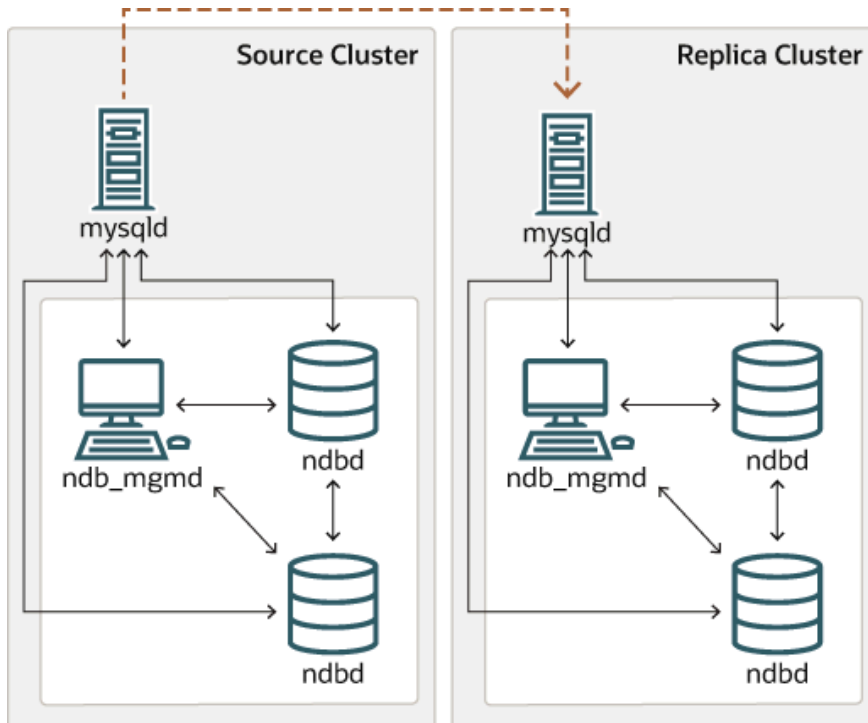 Source Cluster
mysqld
ndb_mgmd
ndbd
ndbd
Replica Cluster
mysqld
ndb_mgmd
ndbd
ndbd